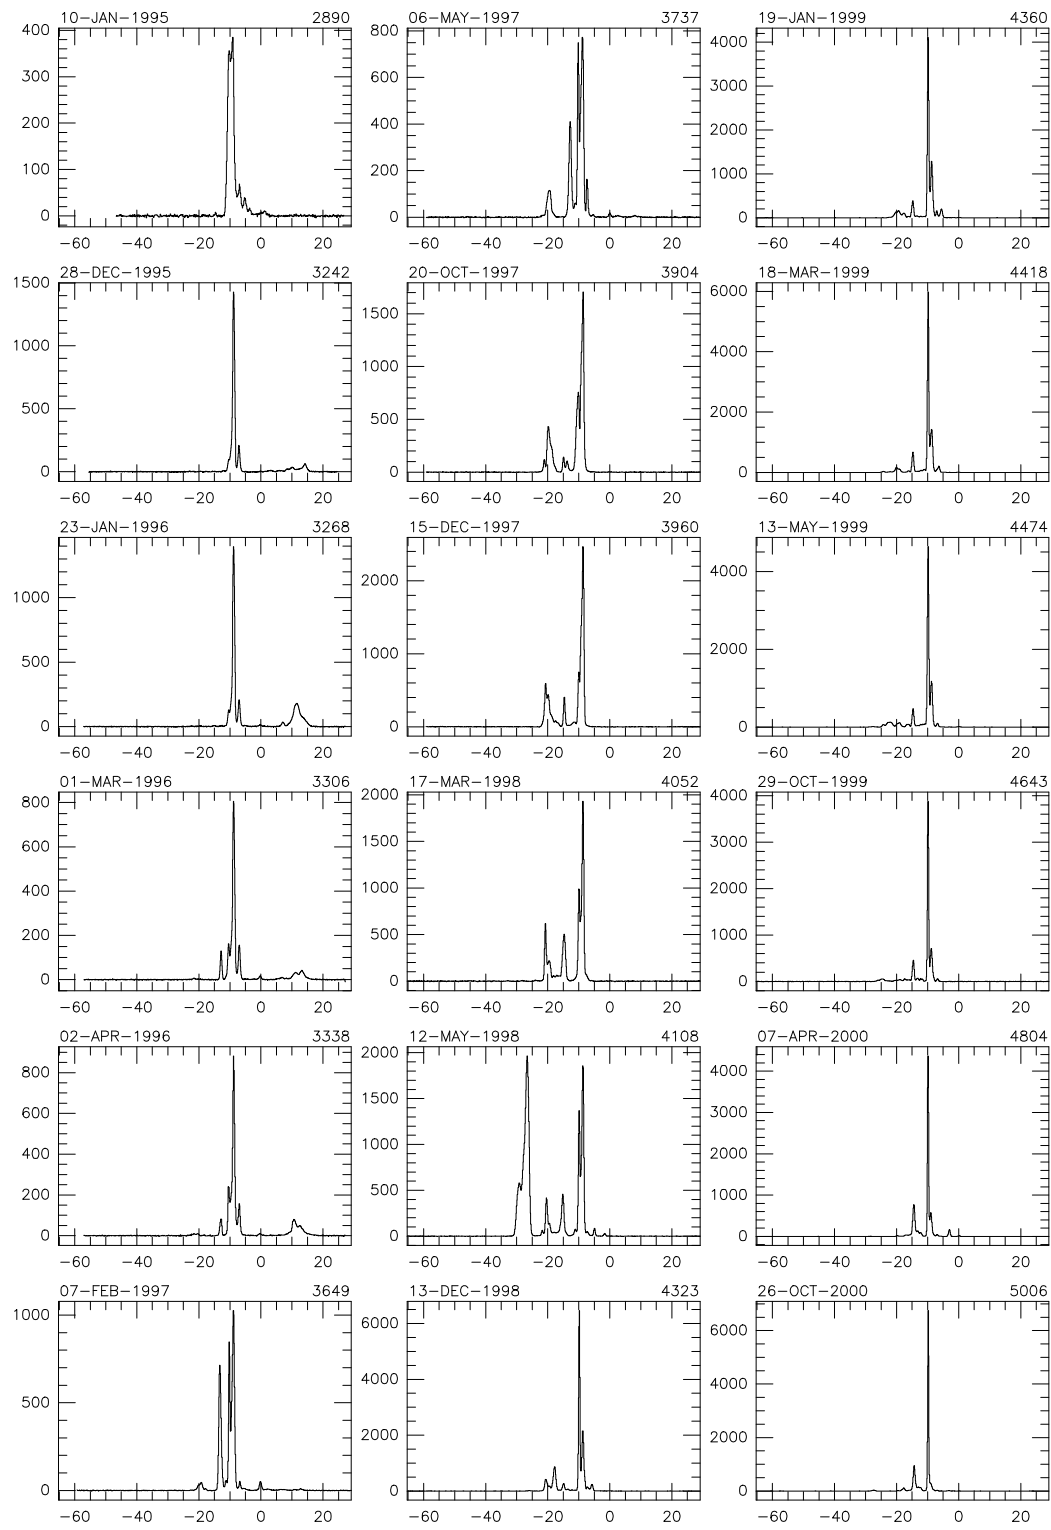 10-JAN-1995 2890 06-MAY-1997 3737 19-JAN-1999 4360
400 800 4000
300 600 3000
200 400 2000
100 200 1000
0 0 0
-60 -40 -20 0 20 -60 -40 -20 0 20 -60 -40 -20 0 20
28-DEC-1995 3242 20-OCT-1997 3904 18-MAR-1999 4418
1500 1500 6000
1000 1000 4000
500 500 2000
0 0 0
-60 -40 -20 0 20 -60 -40 -20 0 20 -60 -40 -20 0 20
23-JAN-1996 3268 15-DEC-1997 3960 13-MAY-1999 4474
1000 2000 4000
500 1000 2000
0 0 0
-60 -40 -20 0 20 -60 -40 -20 0 20 -60 -40 -20 0 20
01-MAR-1996 3306 17-MAR-1998 4052 29-OCT-1999 4643
800 2000 4000
600 1500 3000
400 1000 2000
200 500 1000
0 0 0
-60 -40 -20 0 20 -60 -40 -20 0 20 -60 -40 -20 0 20
02-APR-1996 3338 12-MAY-1998 4108 07-APR-2000 4804
800 2000 4000
600 1500 3000
400 1000 2000
200 500 1000
0 0 0
-60 -40 -20 0 20 -60 -40 -20 0 20 -60 -40 -20 0 20
07-FEB-1997 3649 13-DEC-1998 4323 26-OCT-2000 5006
1000 6000 6000
500 4000 4000
0 2000 2000
0 0
-60 -40 -20 0 20 -60 -40 -20 0 20 -60 -40 -20 0 20